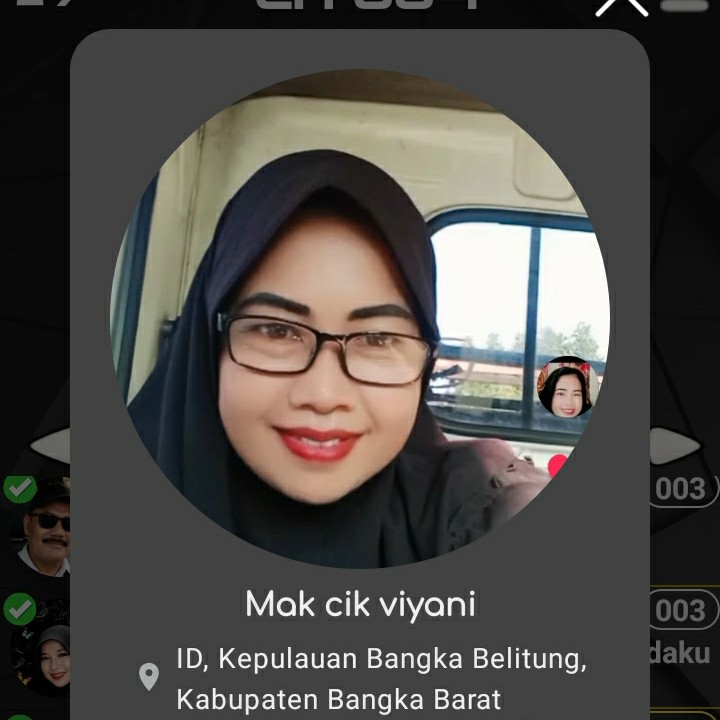 Mak cik viyani
ID, Kepulauan Bangka Belitung,
Kabupaten Bangka Barat
003
003
daku